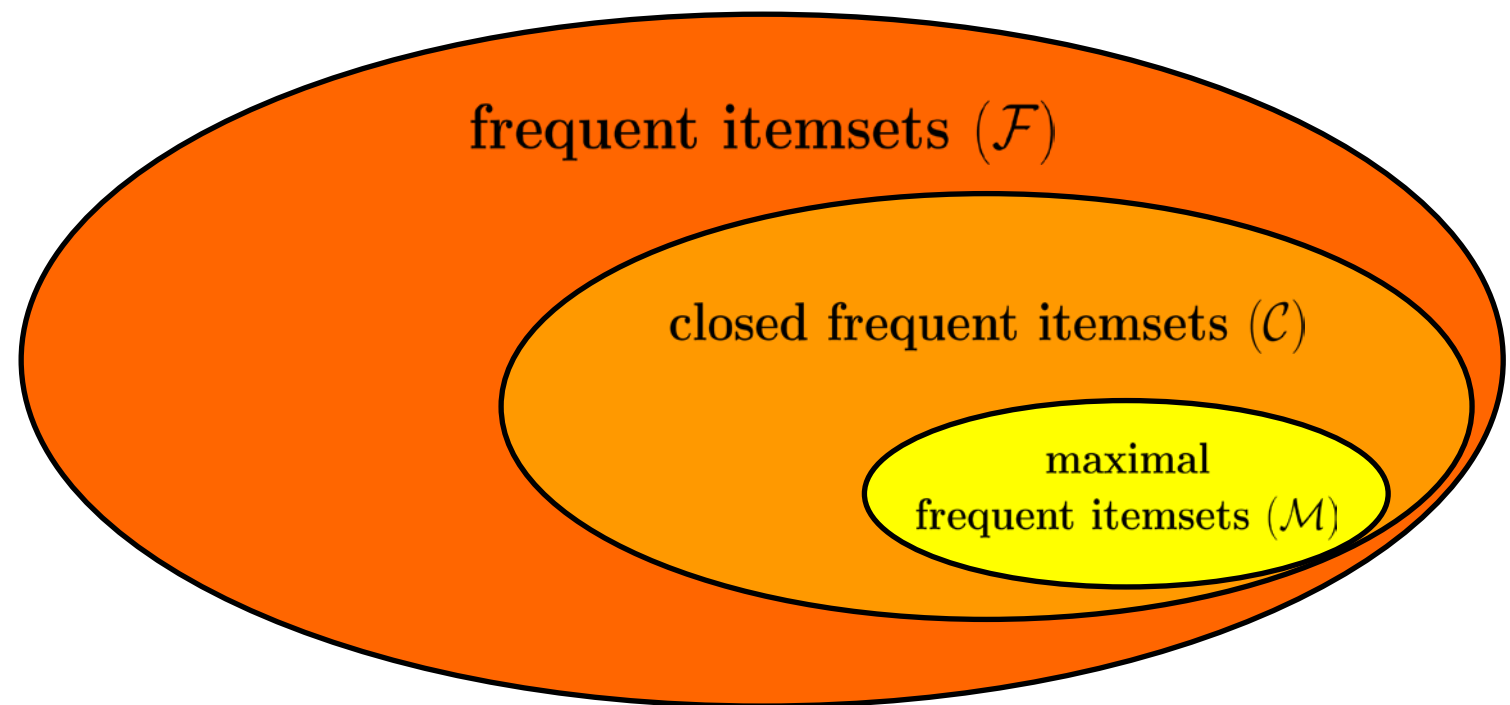 frequent itemsets (ℱ)
closed frequent itemsets (𝒞)
maximal
frequent itemsets (ℳ)